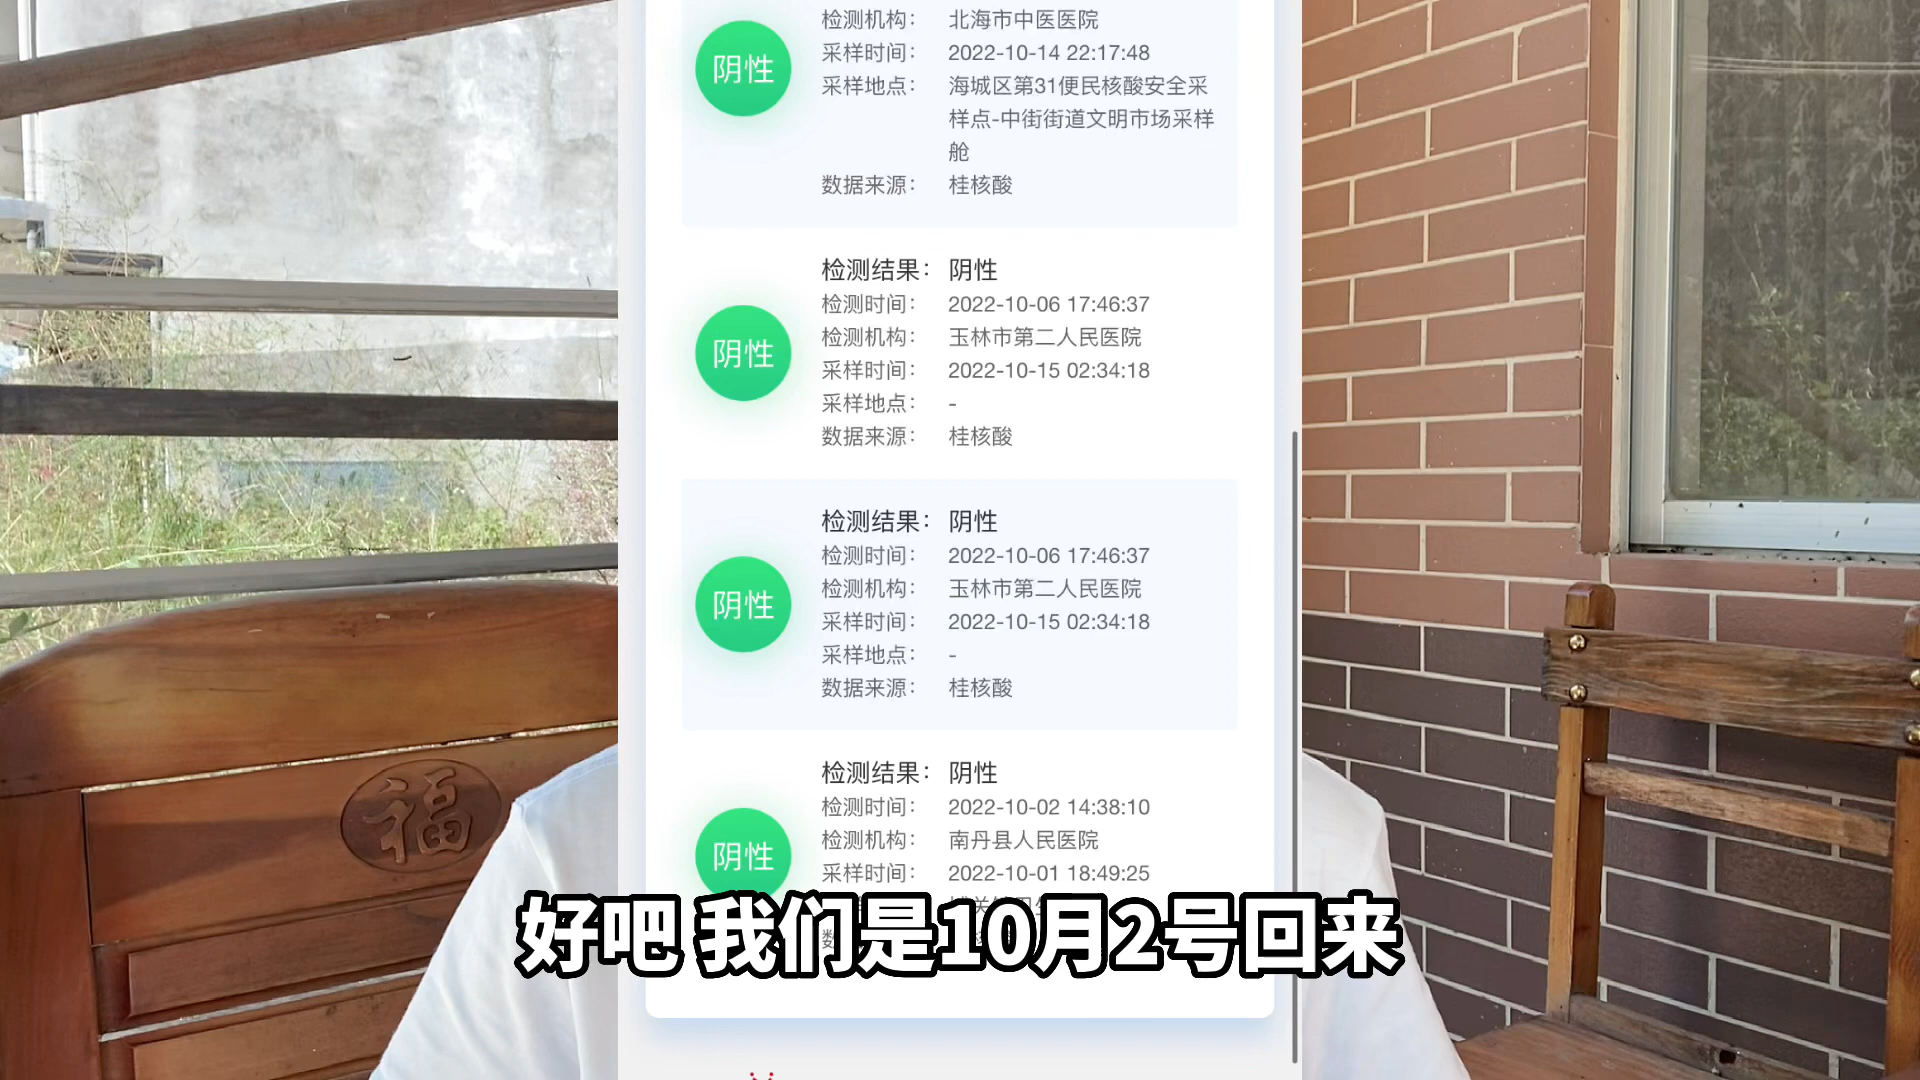 检测机构： 北海市中医医院
阴性
采样时间： 2022-10-14 22:17:48
采样地点： 海城区第31便民核酸安全采
样点-中街街道文明市场采样
舱
数据来源： 桂核酸
检测结果： 阴性
检测时间： 2022-10-06 17:46:37
检测机构： 玉林市第二人民医院
阴性
采样时间： 2022-10-15 02:34:18
采样地点： -
数据来源： 桂核酸
检测结果： 阴性
检测时间： 2022-10-06 17:46:37
检测机构： 玉林市第二人民医院
阴性
采样时间： 2022-10-15 02:34:18
采样地点： -
数据来源： 桂核酸
检测结果： 阴性
检测时间： 2022-10-02 14:38:10
检测机构： 南丹县人民医院
阴性
采样时间： 2022-10-01 18:49:25
福
好吧 我们是10月2号回来